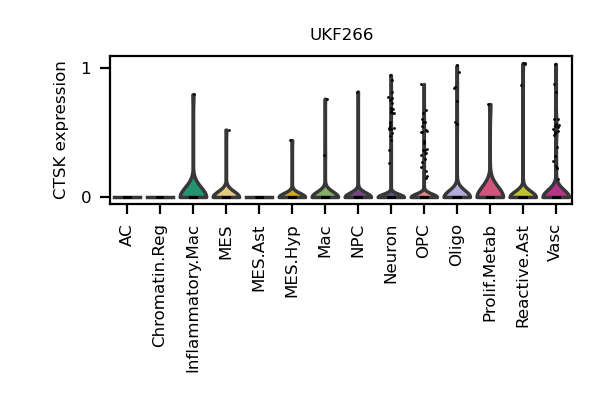 UKF266
CTSK expression
1
0
AC
Chromatin.Reg
Inflammatory.Mac
MES
MES.Ast
MES.Hyp
Mac
NPC
Neuron
OPC
Oligo
Prolif.Metab
Reactive.Ast
Vasc